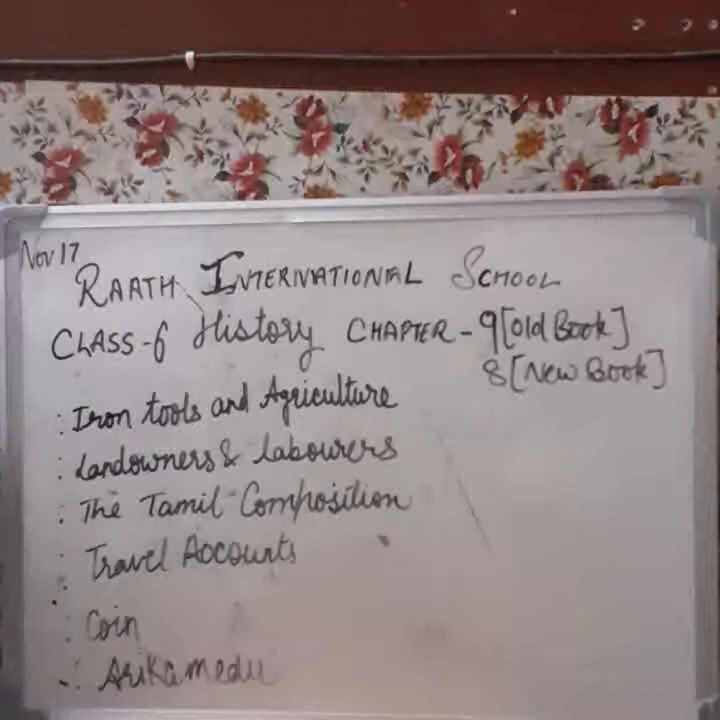 Nov 17
RAATH INTERNATIONAL SCHOOL
CLASS-6 History CHAPTER-9[Old Book]
8[New Book]
: Iron tools and Agriculture
: Landowners & labourers
: The Tamil Composition
: Travel Accounts
: Coin
: Arikamedu